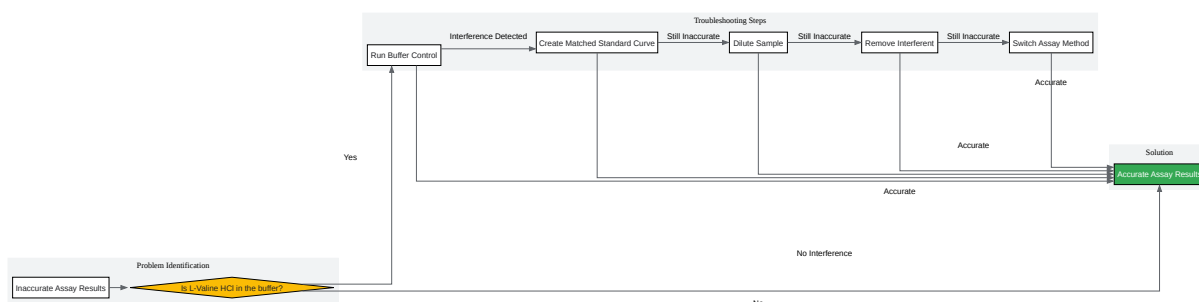 Troubleshooting Steps
Run Buffer Control
Interference Detected
Create Matched Standard Curve
Still Inaccurate
Dilute Sample
Still Inaccurate
Remove Interferent
Still Inaccurate
Switch Assay Method
Accurate
Yes
Accurate
Solution
Accurate Assay Results
Accurate
No Interference
Problem Identification
Inaccurate Assay Results
Is L-Valine HCl in the buffer?